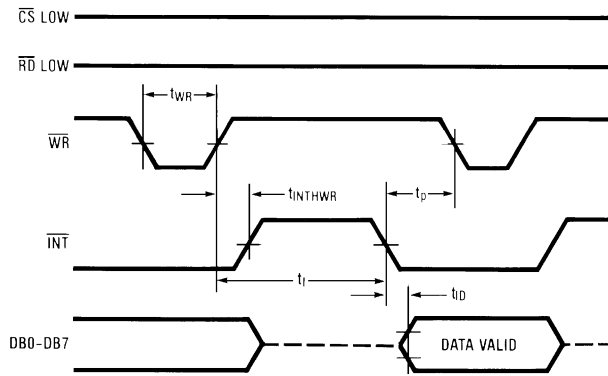 CS LOW
RD LOW
tWR
WR
tINTHWR
tp
INT
tI
tID
DB0-DB7
DATA VALID